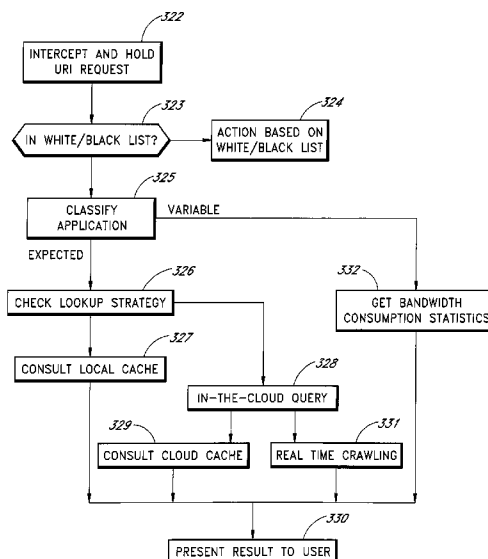 322
INTERCEPT AND HOLD
URI REQUEST
323
IN WHITE/BLACK LIST?
324
ACTION BASED ON
WHITE/BLACK LIST
325
CLASSIFY
APPLICATION
VARIABLE
EXPECTED
326
CHECK LOOKUP STRATEGY
332
GET BANDWIDTH
CONSUMPTION STATISTICS
327
CONSULT LOCAL CACHE
328
IN-THE-CLOUD QUERY
329
CONSULT CLOUD CACHE
331
REAL TIME CRAWLING
330
PRESENT RESULT TO USER